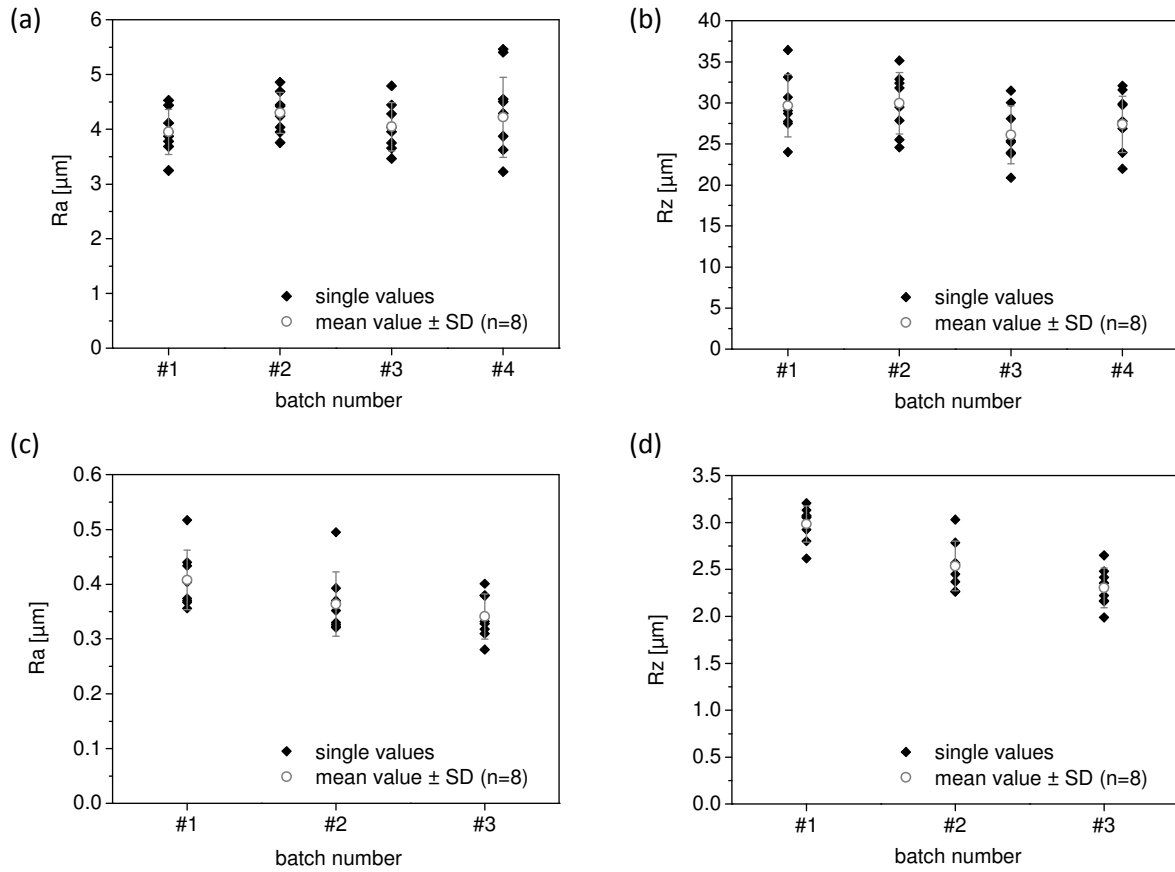 (a)
6
5
4
3
2
1
0
Ra [µm]
single values
mean value ± SD (n=8)
#1 #2 #3 #4
batch number
(b)
40
35
30
25
20
15
10
5
0
Rz [µm]
single values
mean value ± SD (n=8)
#1 #2 #3 #4
batch number
(c)
0.6
0.5
0.4
0.3
0.2
0.1
0.0
Ra [µm]
single values
mean value ± SD (n=8)
#1 #2 #3
batch number
(d)
3.5
3.0
2.5
2.0
1.5
1.0
0.5
0.0
Rz [µm]
single values
mean value ± SD (n=8)
#1 #2 #3
batch number